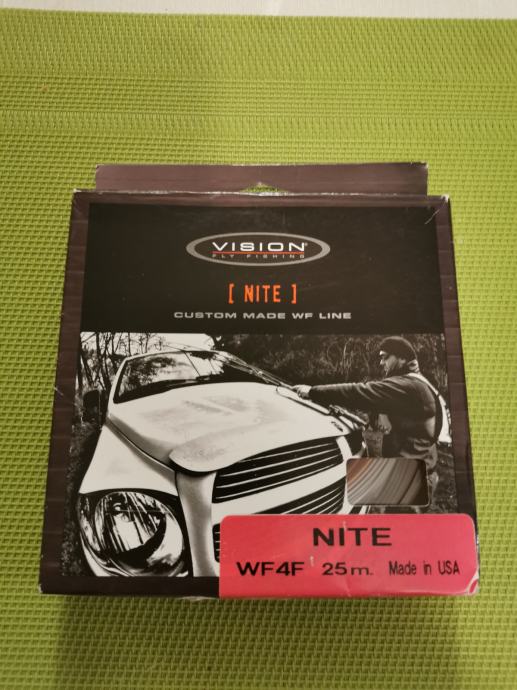 VISION®
FLY FISHING
[ NITE ]
CUSTOM MADE WF LINE
NITE
WF4F 25m. Made in USA